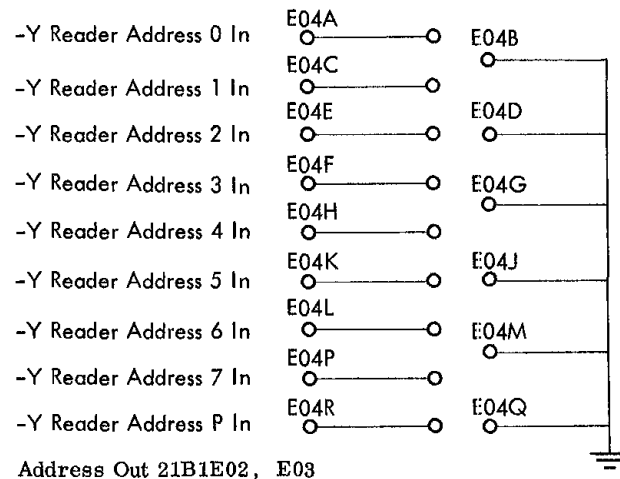 E04A
-Y Reader Address 0 In
E04B
E04C
-Y Reader Address 1 In
E04E
E04D
-Y Reader Address 2 In
E04F
-Y Reader Address 3 In
E04G
E04H
-Y Reader Address 4 In
E04K
E04J
-Y Reader Address 5 In
E04L
-Y Reader Address 6 In
E04M
E04P
-Y Reader Address 7 In
E04R
E04Q
-Y Reader Address P In
Address Out 21B1E02, E03